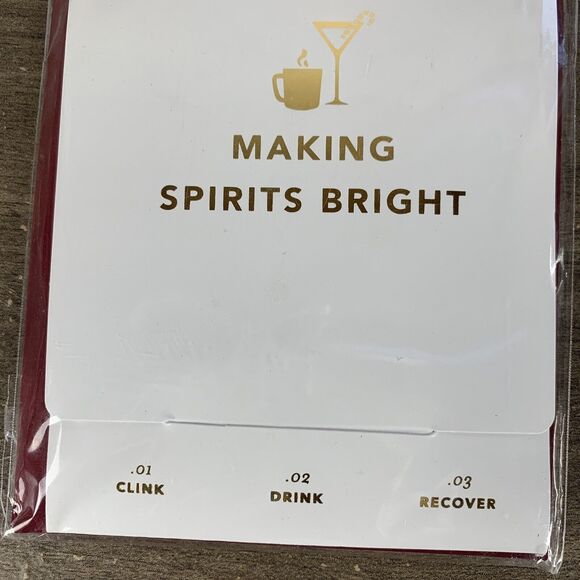 MAKING
SPIRITS BRIGHT
.01 .02 .03
CLINK DRINK RECOVER